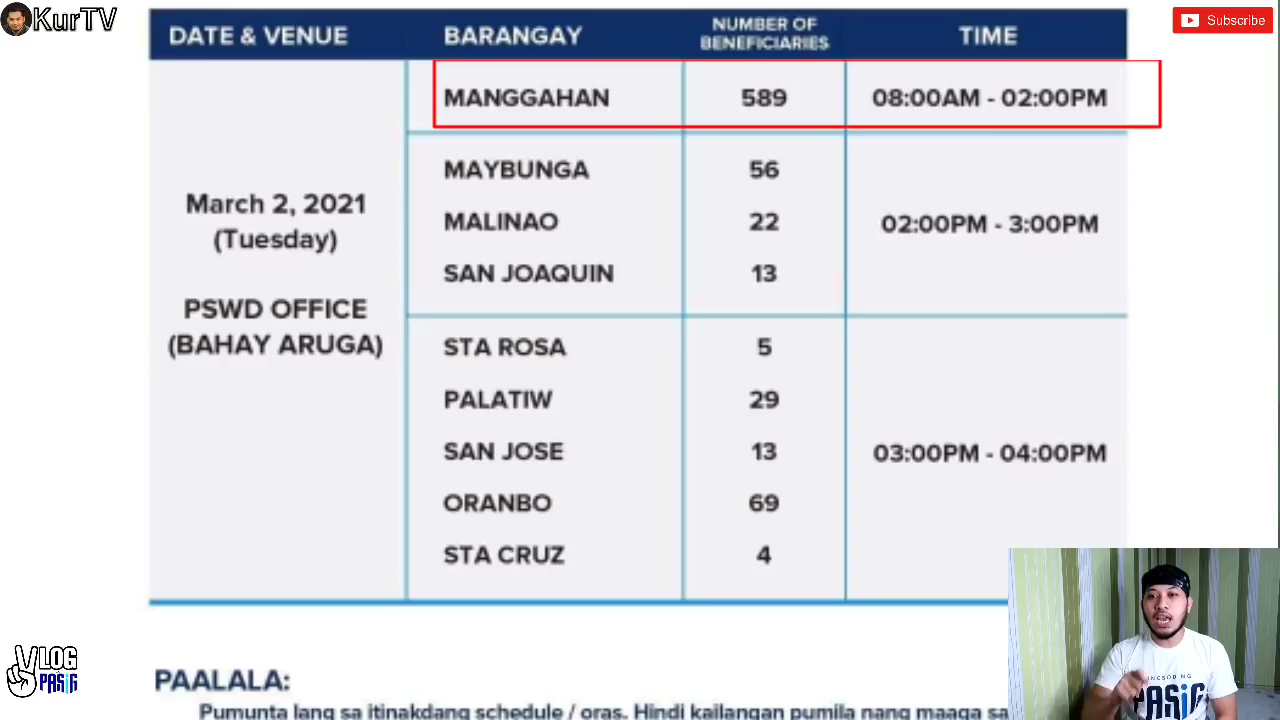 KurTV
Subscribe
DATE & VENUE
BARANGAY
NUMBER OF
BENEFICIARIES
TIME
March 2, 2021
(Tuesday)
PSWD OFFICE
(BAHAY ARUGA)
MANGGAHAN 589 08:00AM - 02:00PM
MAYBUNGA 56
MALINAO 22 02:00PM - 3:00PM
SAN JOAQUIN 13
STA ROSA 5
PALATIW 29
SAN JOSE 13 03:00PM - 04:00PM
ORANBO 69
STA CRUZ 4
VLOG
PASIG
PAALALA:
Pumunta lang sa itinakdang schedule / oras. Hindi kailangan pumila nang maaga sa
PASIG